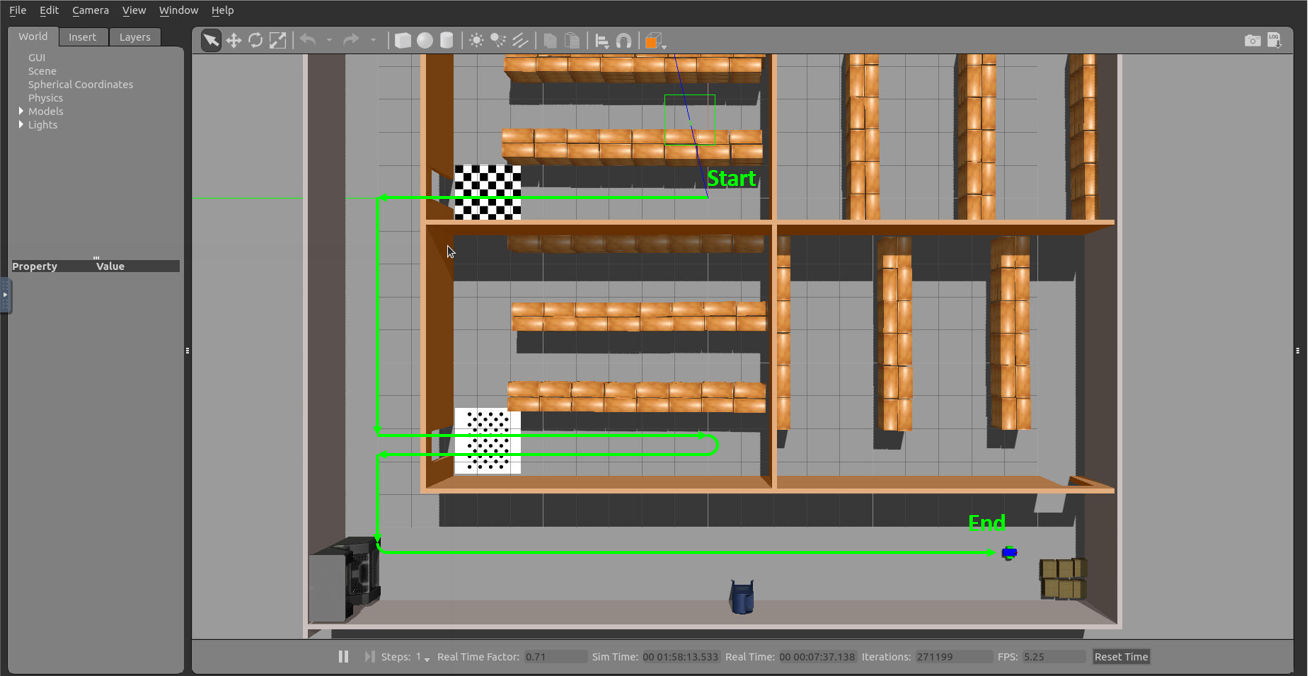 File Edit Camera View Window Help
World Insert Layers
GUI
Scene
Spherical Coordinates
Physics
Models
Lights
Property Value
LOG
Start
End
Steps: 1 Real Time Factor: 0.71 Sim Time: 00 01:58:13.533 Real Time: 00 00:07:37.138 Iterations: 271199 FPS: 5.25 Reset Time